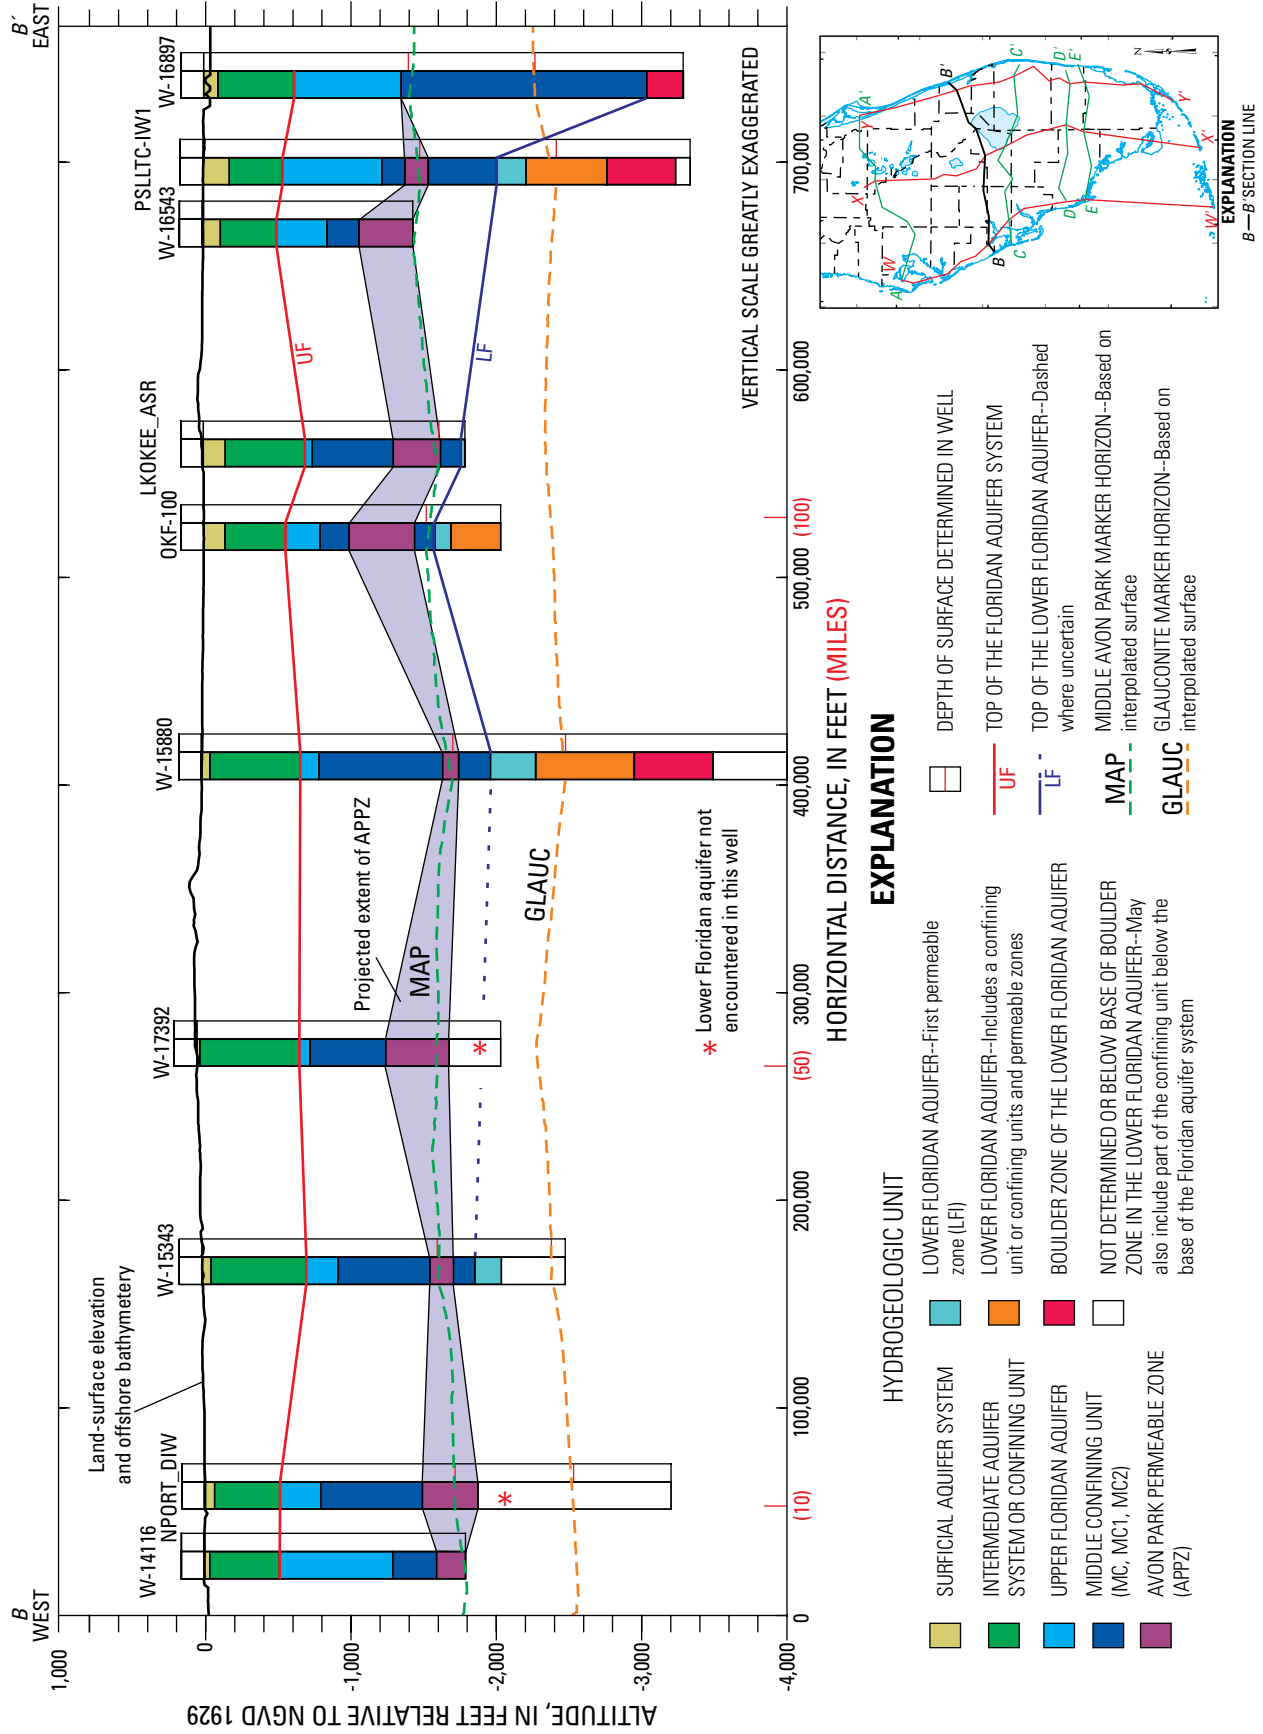 B
WEST
B′
EAST
ALTITUDE, IN FEET RELATIVE TO NGVD 1929
1,000
0
-1,000
-2,000
-3,000
-4,000
W-14116
NPORT_DIW
W-15343
W-17392
W-15880
OKF-100
LKOKEE_ASR
W-16543
PSLLTC-IW1
W-16897
Land-surface elevation
and offshore bathymetery
Projected extent of APPZ
MAP
GLAUC
UF
LF
*
*
* Lower Floridan aquifer not
encountered in this well
VERTICAL SCALE GREATLY EXAGGERATED
0
100,000
200,000
300,000
400,000
500,000
600,000
700,000
(10)
(50)
(100)
HORIZONTAL DISTANCE, IN FEET (MILES)
EXPLANATION
HYDROGEOLOGIC UNIT
SURFICIAL AQUIFER SYSTEM
INTERMEDIATE AQUIFER
SYSTEM OR CONFINING UNIT
UPPER FLORIDAN AQUIFER
MIDDLE CONFINING UNIT
(MC, MC1, MC2)
AVON PARK PERMEABLE ZONE
(APPZ)
LOWER FLORIDAN AQUIFER--First permeable
zone (LFI)
LOWER FLORIDAN AQUIFER--Includes a confining
unit or confining units and permeable zones
BOULDER ZONE OF THE LOWER FLORIDAN AQUIFER
NOT DETERMINED OR BELOW BASE OF BOULDER
ZONE IN THE LOWER FLORIDAN AQUIFER--May
also include part of the confining unit below the
base of the Floridan aquifer system
DEPTH OF SURFACE DETERMINED IN WELL
UF
TOP OF THE FLORIDAN AQUIFER SYSTEM
LF
TOP OF THE LOWER FLORIDAN AQUIFER--Dashed
where uncertain
MAP
MIDDLE AVON PARK MARKER HORIZON--Based on
interpolated surface
GLAUC
GLAUCONITE MARKER HORIZON--Based on
interpolated surface
A
A'
W
X
Y
B
B'
C
C'
D
D'
E
E'
W'
X'
Y'
N
EXPLANATION
B—B' SECTION LINE